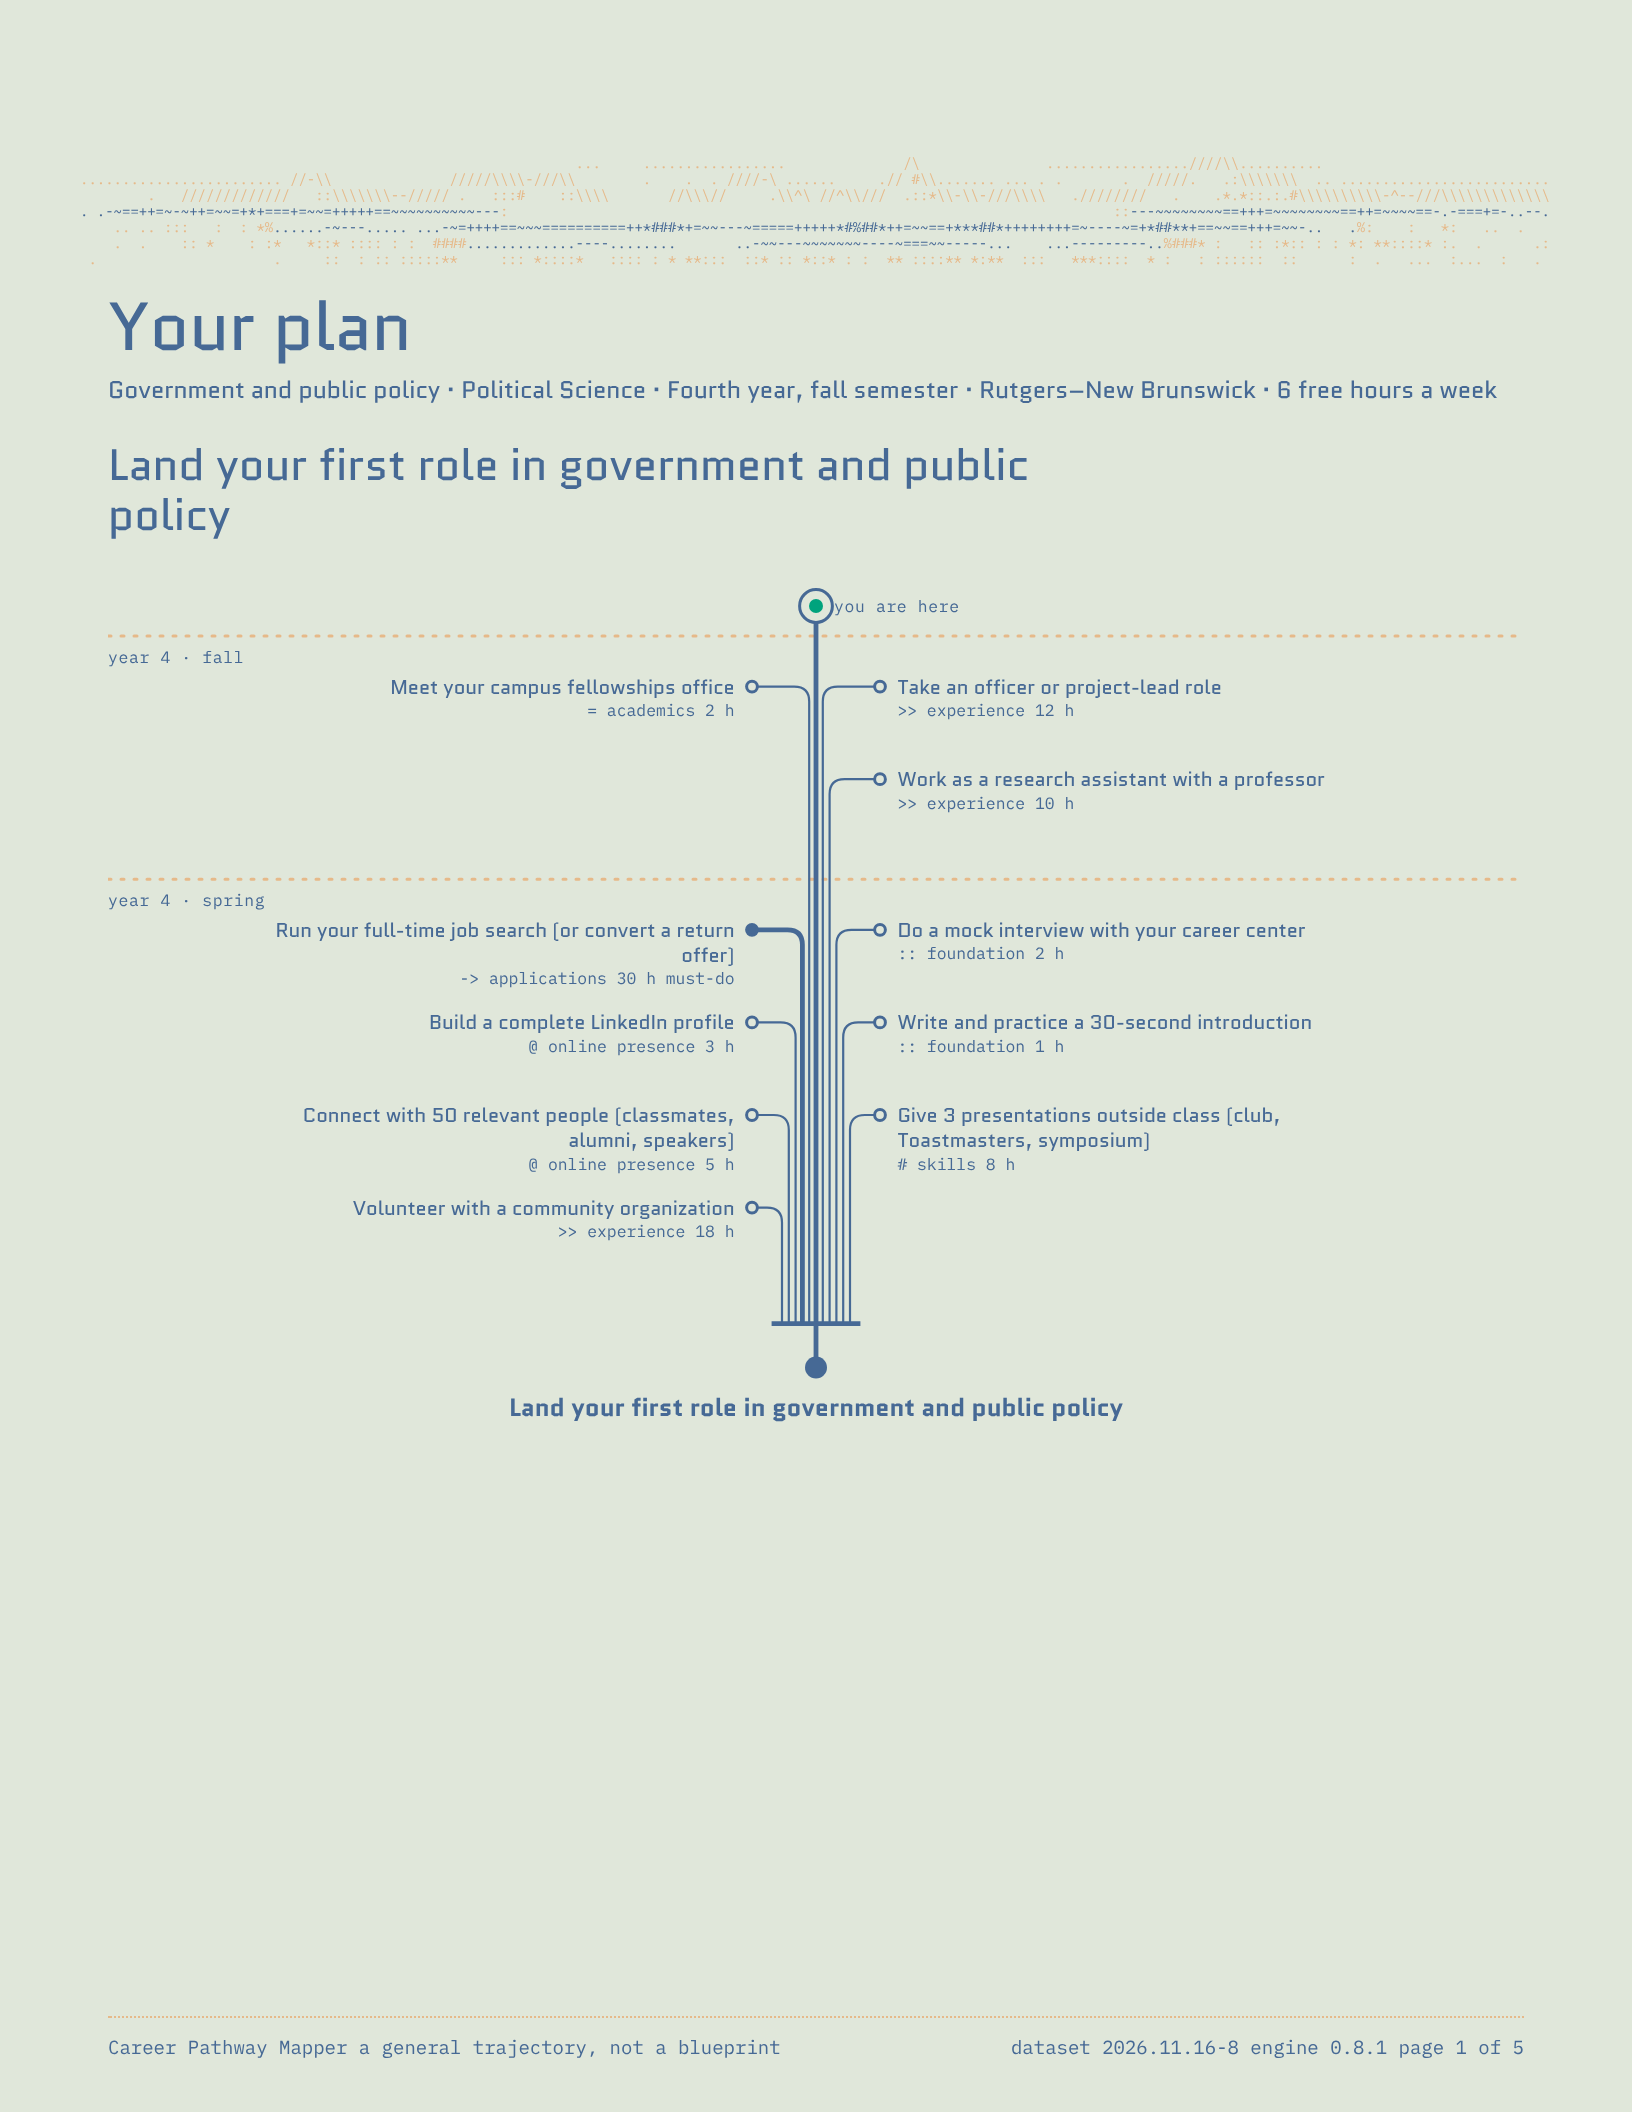 Your plan
Government and public policy · Political Science · Fourth year, fall semester · Rutgers–New Brunswick · 6 free hours a week
Land your first role in government and public
policy
you are here
year 4 · fall
Meet your campus fellowships office
= academics 2 h
Take an officer or project-lead role
>> experience 12 h
Work as a research assistant with a professor
>> experience 10 h
year 4 · spring
Run your full-time job search (or convert a return
offer)
-> applications 30 h must-do
Do a mock interview with your career center
:: foundation 2 h
Build a complete LinkedIn profile
@ online presence 3 h
Write and practice a 30-second introduction
:: foundation 1 h
Connect with 50 relevant people (classmates,
alumni, speakers)
@ online presence 5 h
Give 3 presentations outside class (club,
Toastmasters, symposium)
# skills 8 h
Volunteer with a community organization
>> experience 18 h
Land your first role in government and public policy
Career Pathway Mapper a general trajectory, not a blueprint
dataset 2026.11.16-8 engine 0.8.1 page 1 of 5